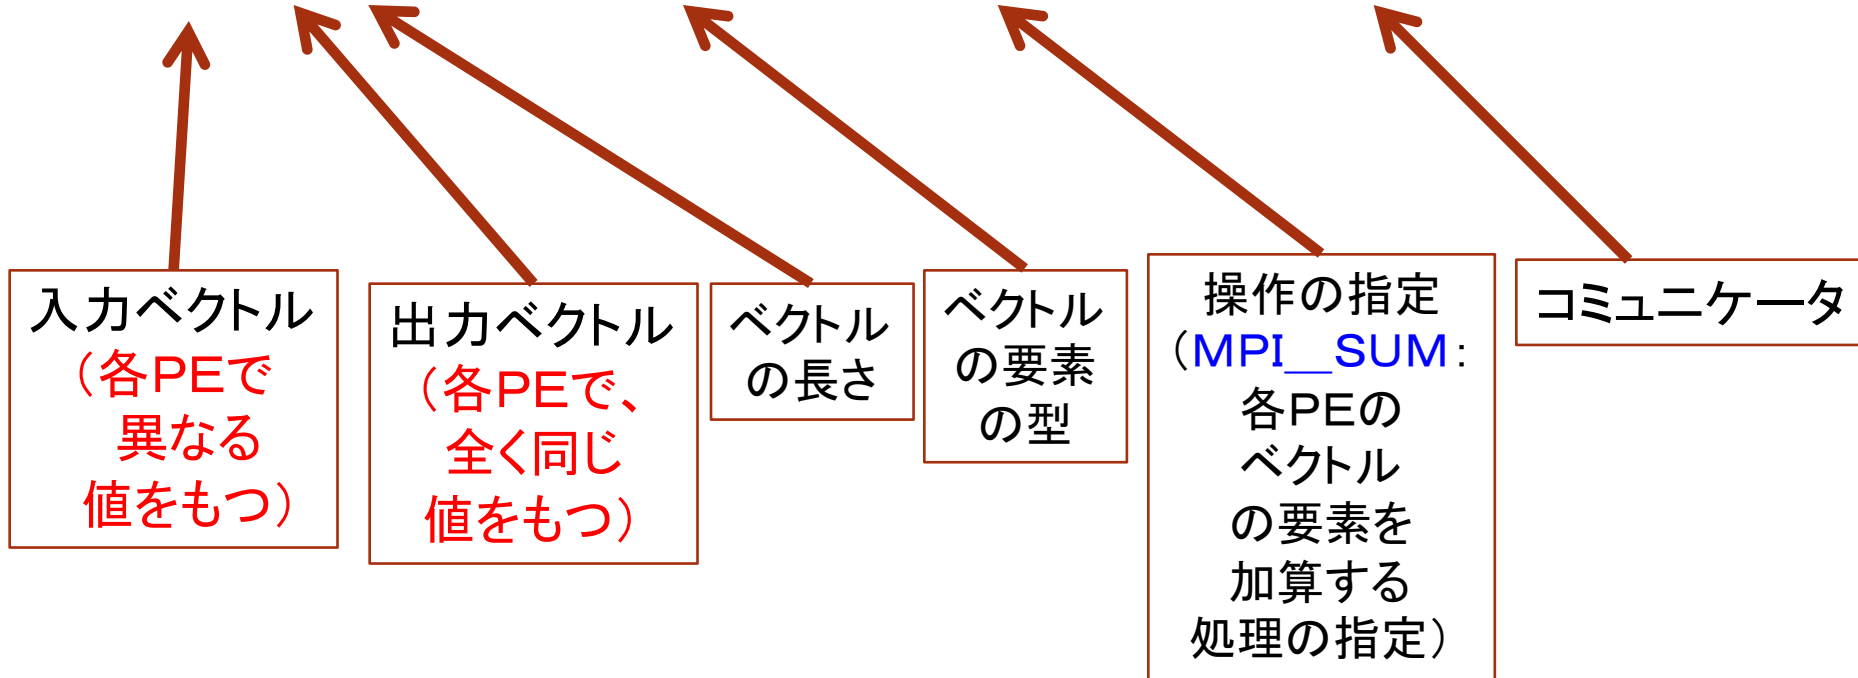 入力ベクトル
（各ＰＥで
異なる
値をもつ）
出力ベクトル
（各ＰＥで、
全く同じ
値をもつ）
ベクトル
の長さ
ベクトル
の要素
の型
操作の指定
（ＭＰＩ＿ＳＵＭ：
各ＰＥの
ベクトル
の要素を
加算する
処理の指定）
コミュニケータ